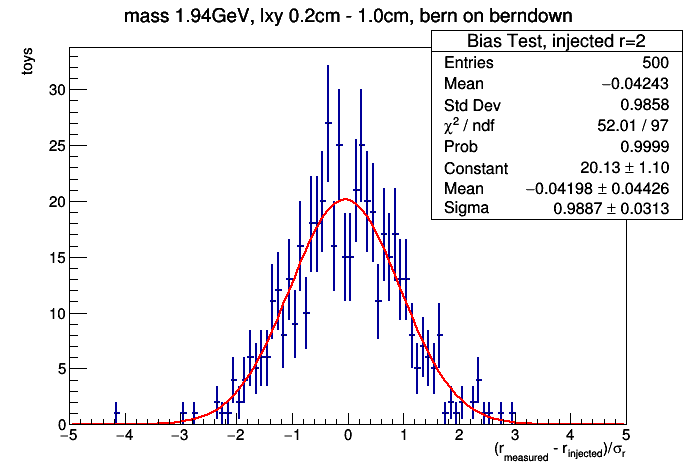 mass 1.94GeV, lxy 0.2cm - 1.0cm, bern on berndown
toys
Bias Test, injected r=2
Entries 500
Mean −0.04243
Std Dev 0.9858
χ² / ndf 52.01 / 97
Prob 0.9999
Constant 20.13 ± 1.10
Mean −0.04198 ± 0.04426
Sigma 0.9887 ± 0.0313
30
25
20
15
10
5
0
−5 −4 −3 −2 −1 0 1 2 3 4 5
(r_measured - r_injected)/σ_r